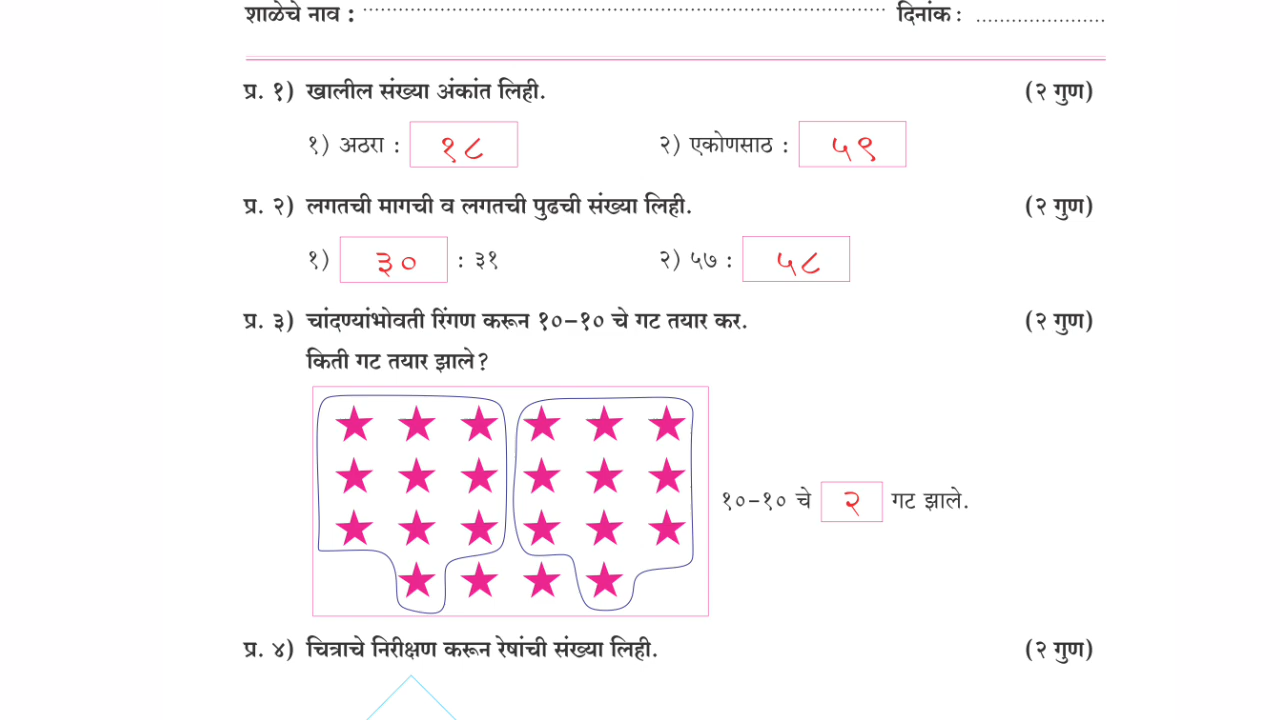 शाळेचे नाव : .......................................................... दिनांक : ......................
प्र. १) खालील संख्या अंकांत लिही. (२ गुण)
१) अठरा : १८ २) एकोणसाठ : ५९
प्र. २) लगतची मागची व लगतची पुढची संख्या लिही. (२ गुण)
१) ३० : ३१ २) ५७ : ५८
प्र. ३) चांदण्यांभोवती रिंगण करून १०–१० चे गट तयार कर. (२ गुण)
किती गट तयार झाले?
१०–१० चे २ गट झाले.
प्र. ४) चित्राचे निरीक्षण करून रेषांची संख्या लिही. (२ गुण)